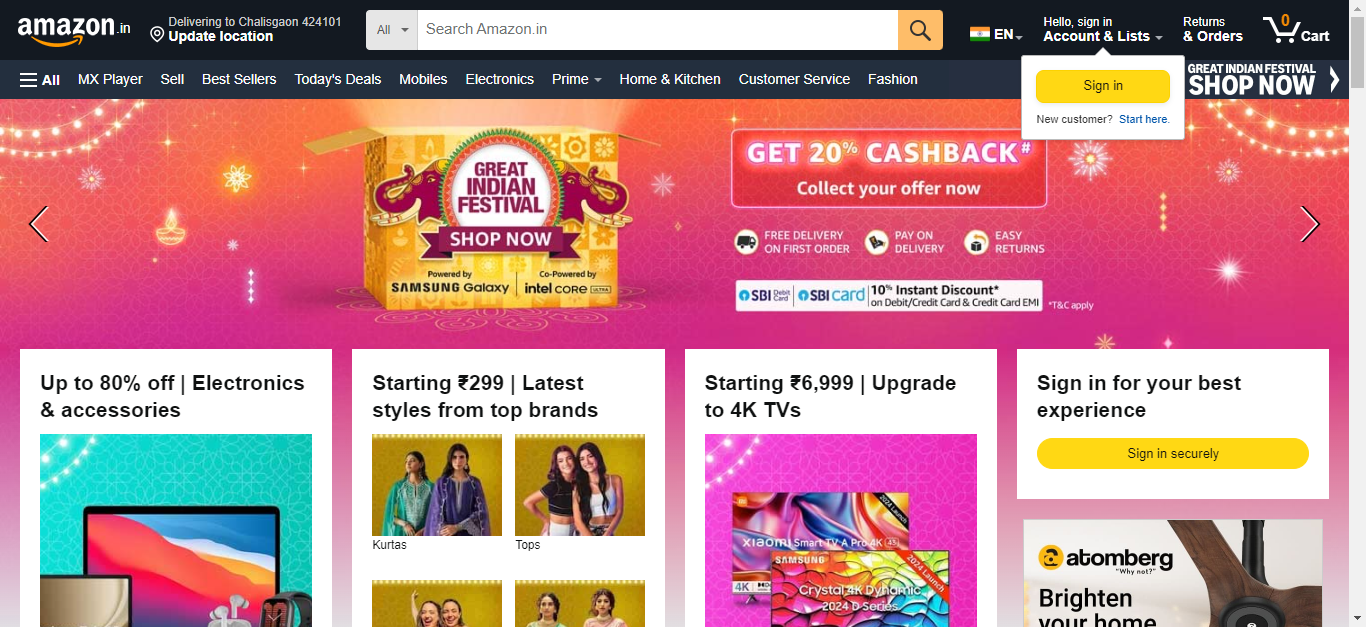 amazon.in
Delivering to Chalisgaon 424101
Update location
All
Search Amazon.in
EN
Hello, sign in
Account & Lists
Returns
& Orders
0
Cart
All
MX Player
Sell
Best Sellers
Today's Deals
Mobiles
Electronics
Prime
Home & Kitchen
Customer Service
Fashion
GREAT INDIAN FESTIVAL
SHOP NOW
Sign in
New customer? Start here.
GREAT
INDIAN
FESTIVAL
SHOP NOW
Powered by
SAMSUNG Galaxy
Co-Powered by
intel CORE ULTRA
GET 20% CASHBACK#
Collect your offer now
FREE DELIVERY
ON FIRST ORDER
PAY ON
DELIVERY
EASY
RETURNS
SBI Debit Card
SBI card
10% Instant Discount*
on Debit/Credit Card & Credit Card EMI
*T&C apply
Up to 80% off | Electronics
& accessories
Starting ₹299 | Latest
styles from top brands
Kurtas
Tops
Starting ₹6,999 | Upgrade
to 4K TVs
2024 Launch
xiaomi Smart TV A Pro 4K
4K
SAMSUNG
2024 Launch
Crystal 4K Dynamic
2024 D Series
Sign in for your best
experience
Sign in securely
atomberg
"Why not?"
Brighten
your home